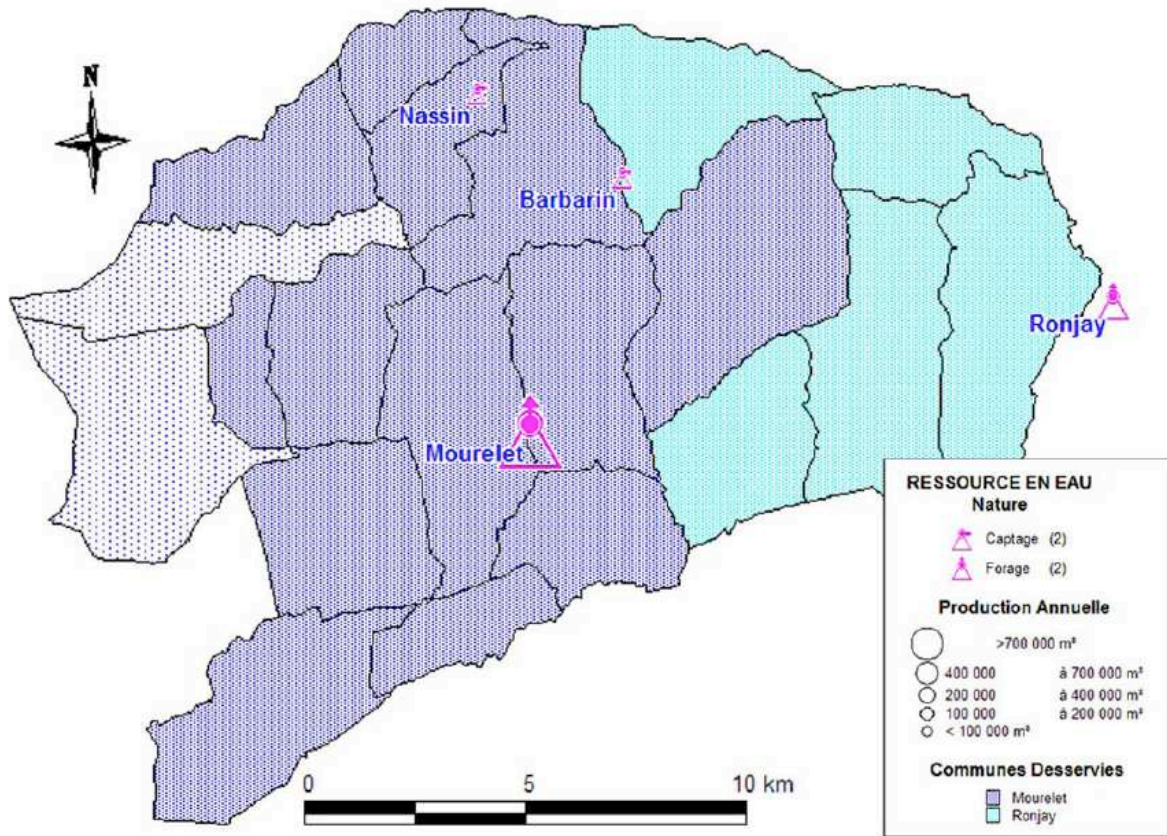 N
Nassin
Barbarin
Ronjay
Mourelet
RESSOURCE EN EAU
Nature
Captage (2)
Forage (2)
Production Annuelle
>700 000 m³
400 000 à 700 000 m³
200 000 à 400 000 m³
100 000 à 200 000 m³
< 100 000 m³
Communes Desservies
Mourelet
Ronjay
0 5 10 km